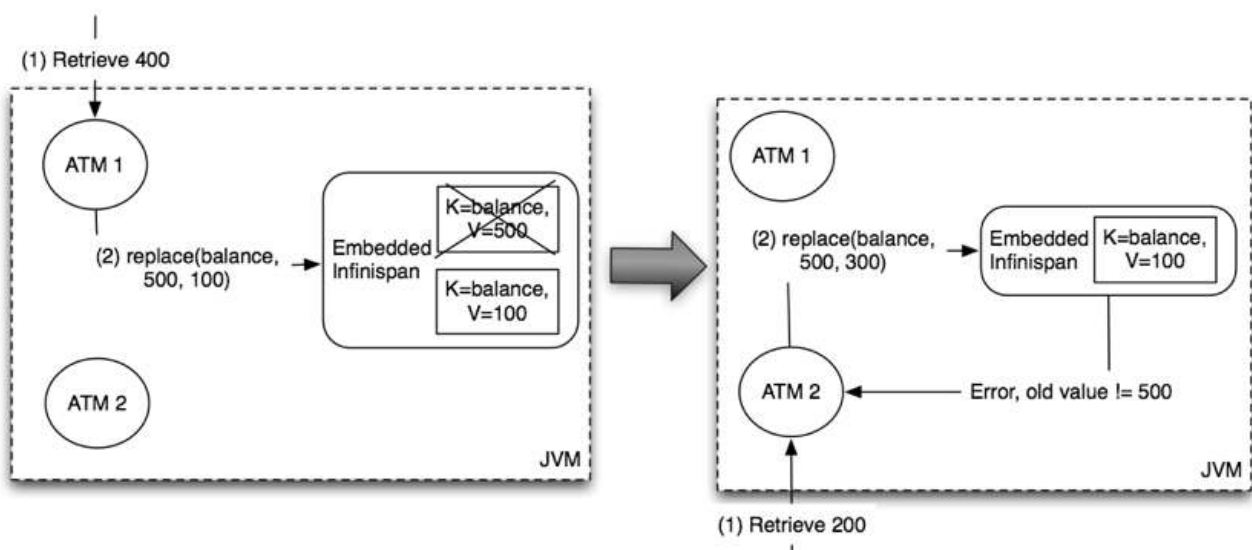 (1) Retrieve 400
ATM 1
K=balance,
V=500
(2) replace(balance,
500, 100)
Embedded
Infinispan
K=balance,
V=100
ATM 2
JVM
ATM 1
(2) replace(balance,
500, 300)
Embedded
Infinispan
K=balance,
V=100
ATM 2
Error, old value != 500
JVM
(1) Retrieve 200